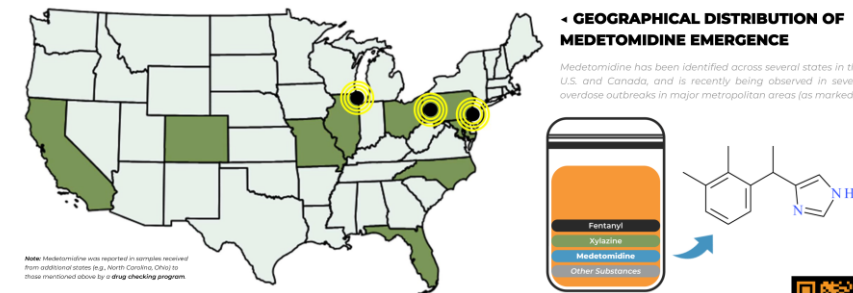 ◂ GEOGRAPHICAL DISTRIBUTION OF
MEDETOMIDINE EMERGENCE
Medetomidine has been identified across several states in
U.S. and Canada, and is recently being observed in
overdose outbreaks in major metropolitan areas (as marked
Fentanyl
Xylazine
Medetomidine
Other Substances
NH
N
Note: Medetomidine was reported in samples received
from additional states (e.g., North Carolina, Ohio) to
those mentioned above by a drug checking program.